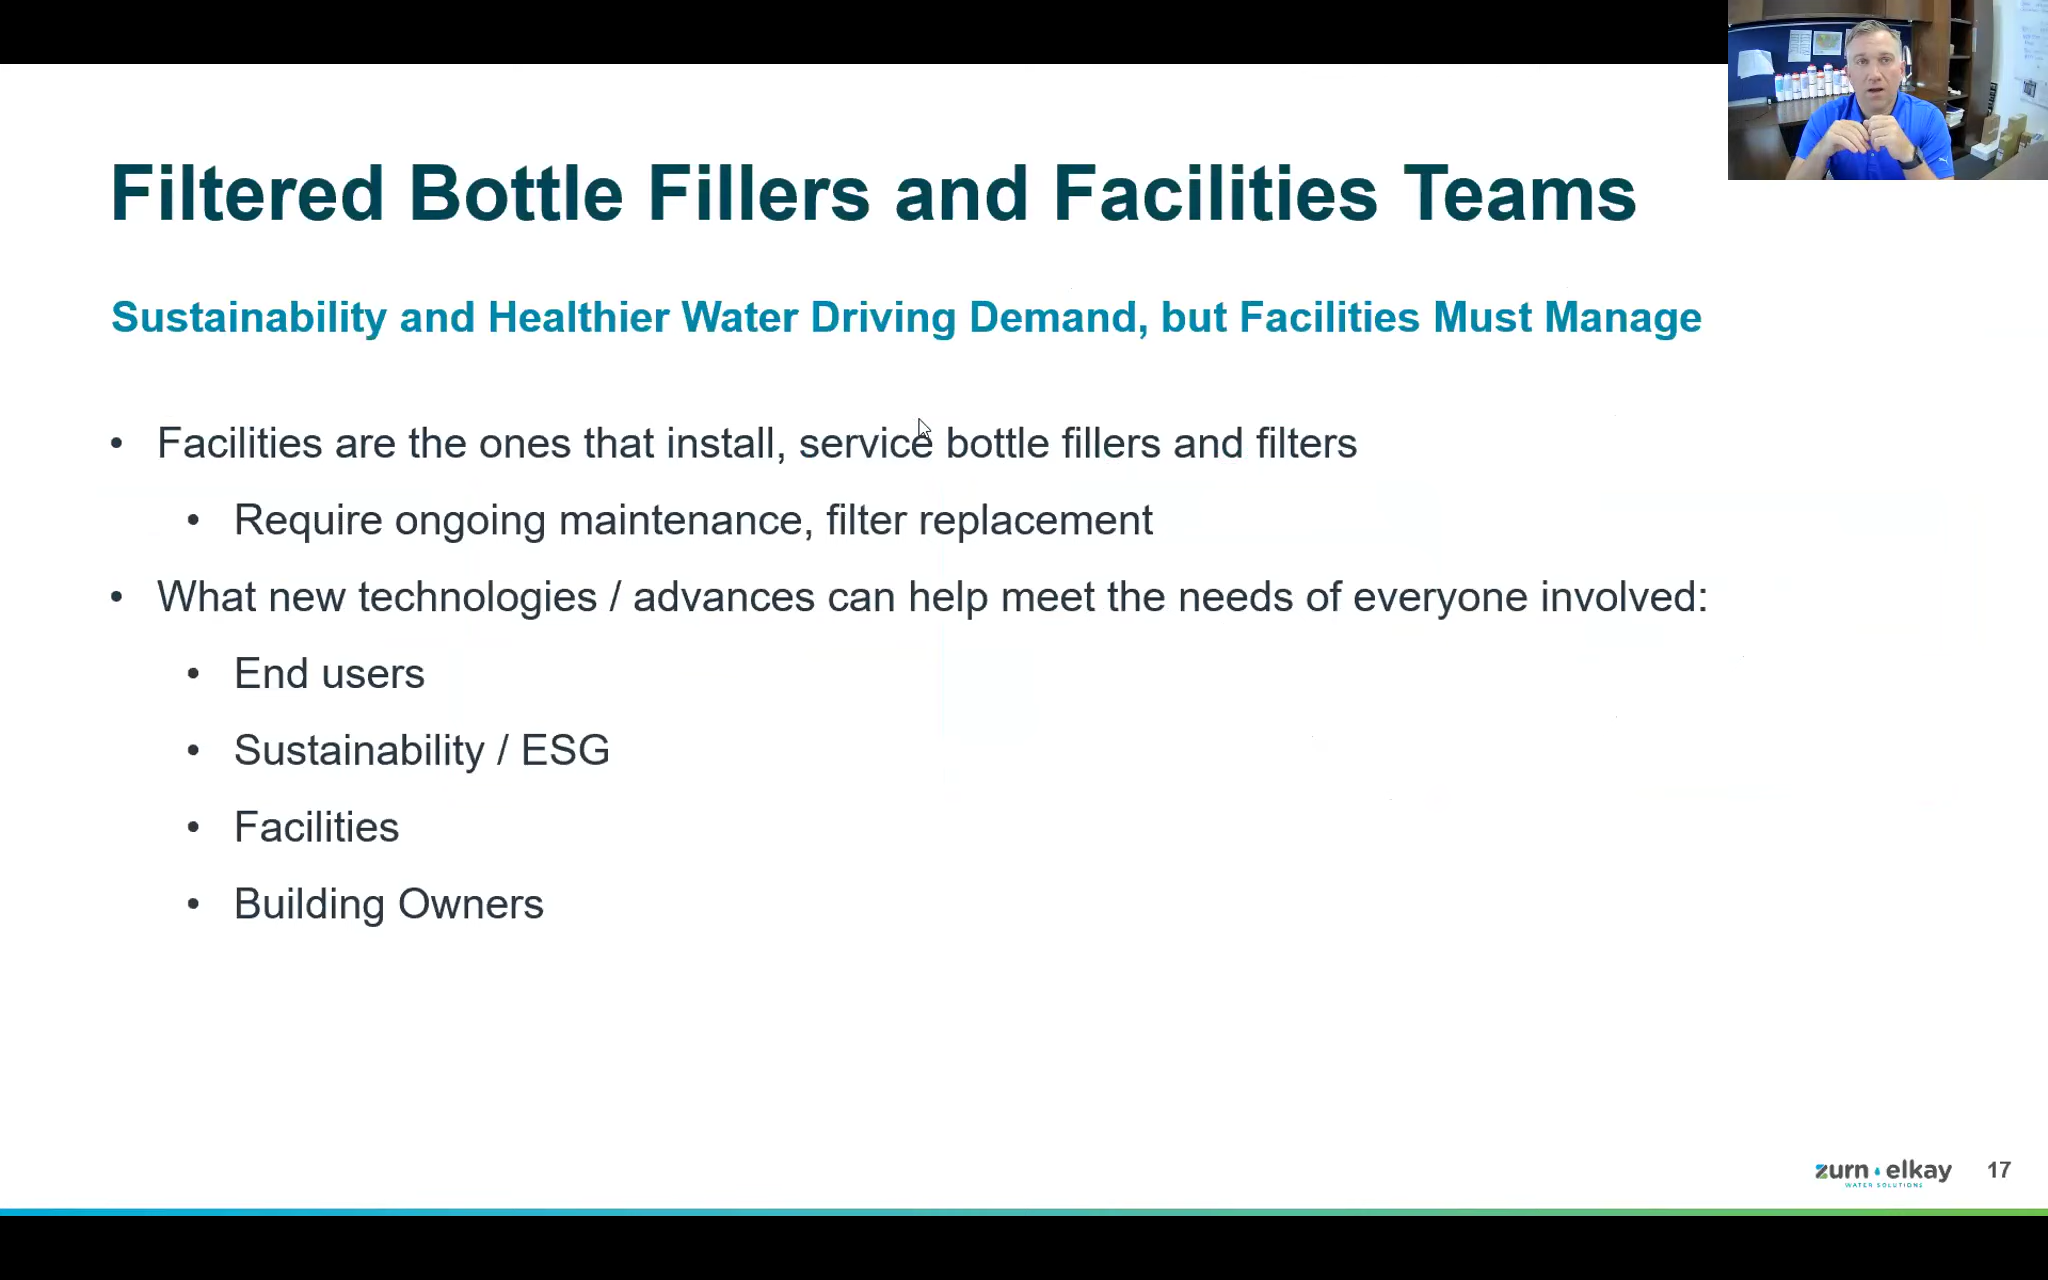 Filtered Bottle Fillers and Facilities Teams
Sustainability and Healthier Water Driving Demand, but Facilities Must Manage
• Facilities are the ones that install, service bottle fillers and filters
• Require ongoing maintenance, filter replacement
• What new technologies / advances can help meet the needs of everyone involved:
• End users
• Sustainability / ESG
• Facilities
• Building Owners
zurn elkay
WATER SOLUTIONS
17